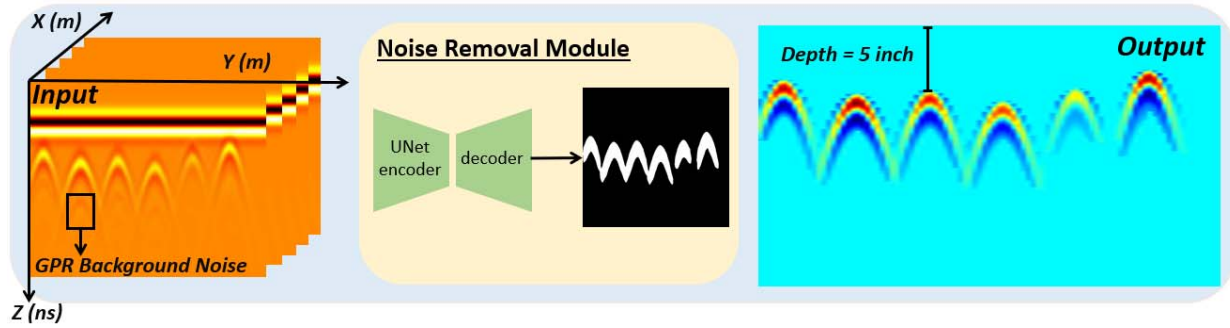 X (m)
Y (m)
Input
GPR Background Noise
Z (ns)
Noise Removal Module
UNet
encoder
decoder
Depth = 5 inch
Output